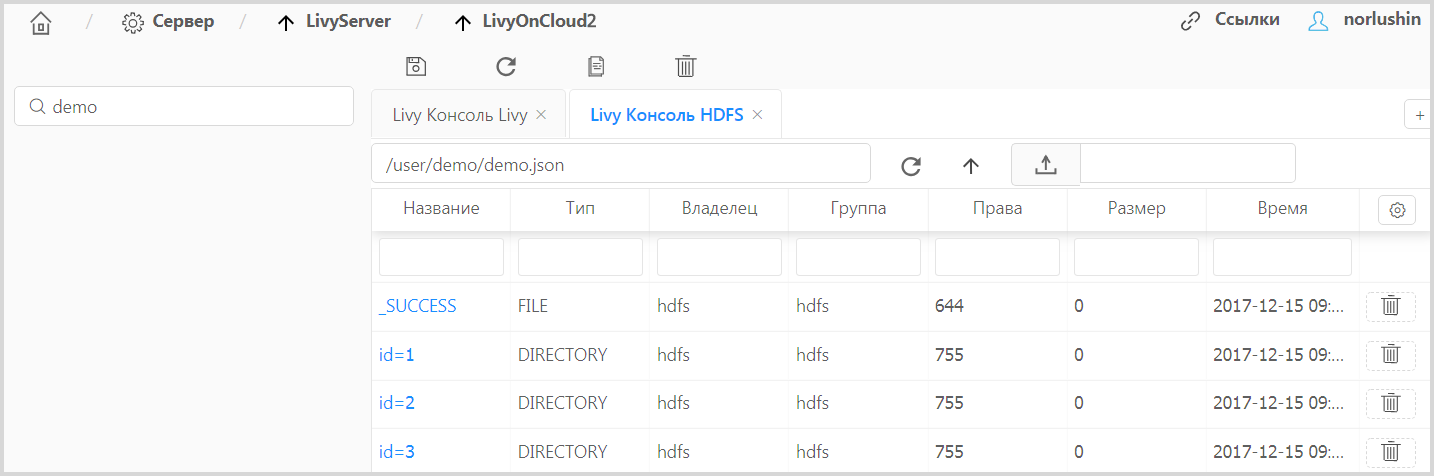 / Сервер / LivyServer / LivyOnCloud2 Ссылки norlushin
demo
Livy Консоль Livy × Livy Консоль HDFS × +
/user/demo/demo.json
Название Тип Владелец Группа Права Размер Время
_SUCCESS FILE hdfs hdfs 644 0 2017-12-15 09:...
id=1 DIRECTORY hdfs hdfs 755 0 2017-12-15 09:...
id=2 DIRECTORY hdfs hdfs 755 0 2017-12-15 09:...
id=3 DIRECTORY hdfs hdfs 755 0 2017-12-15 09:...